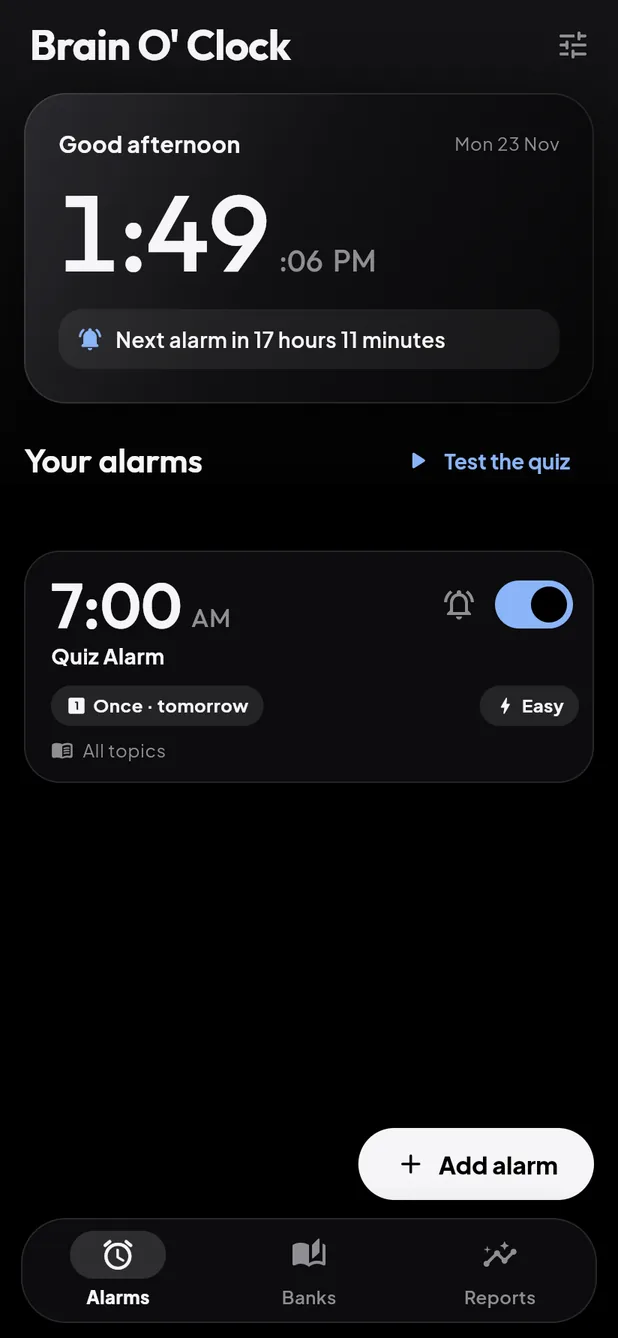 Brain O' Clock
Good afternoon
Mon 23 Nov
1:49 :06 PM
Next alarm in 17 hours 11 minutes
Your alarms
Test the quiz
7:00 AM
Quiz Alarm
1 Once · tomorrow
Easy
All topics
+ Add alarm
Alarms
Banks
Reports